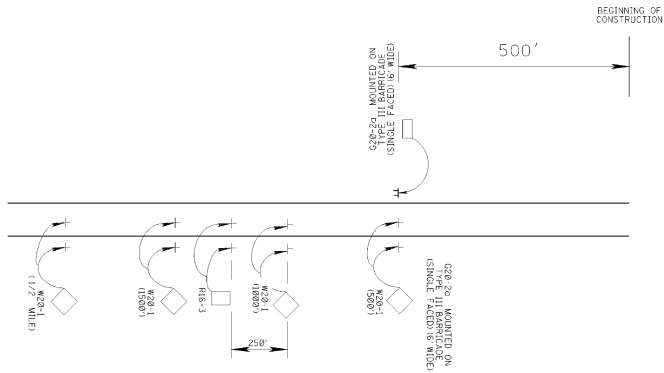 BEGINNING OF
CONSTRUCTION
500'
G20-2a MOUNTED ON
TYPE III BARRICADE
(SINGLE FACED)(6' WIDE)
W20-1
(1/2 MILE)
W20-1
(1500')
R16-3
W20-1
(1000')
W20-1
(500')
G20-2a MOUNTED ON
TYPE III BARRICADE
(SINGLE FACED)(6' WIDE)
250'